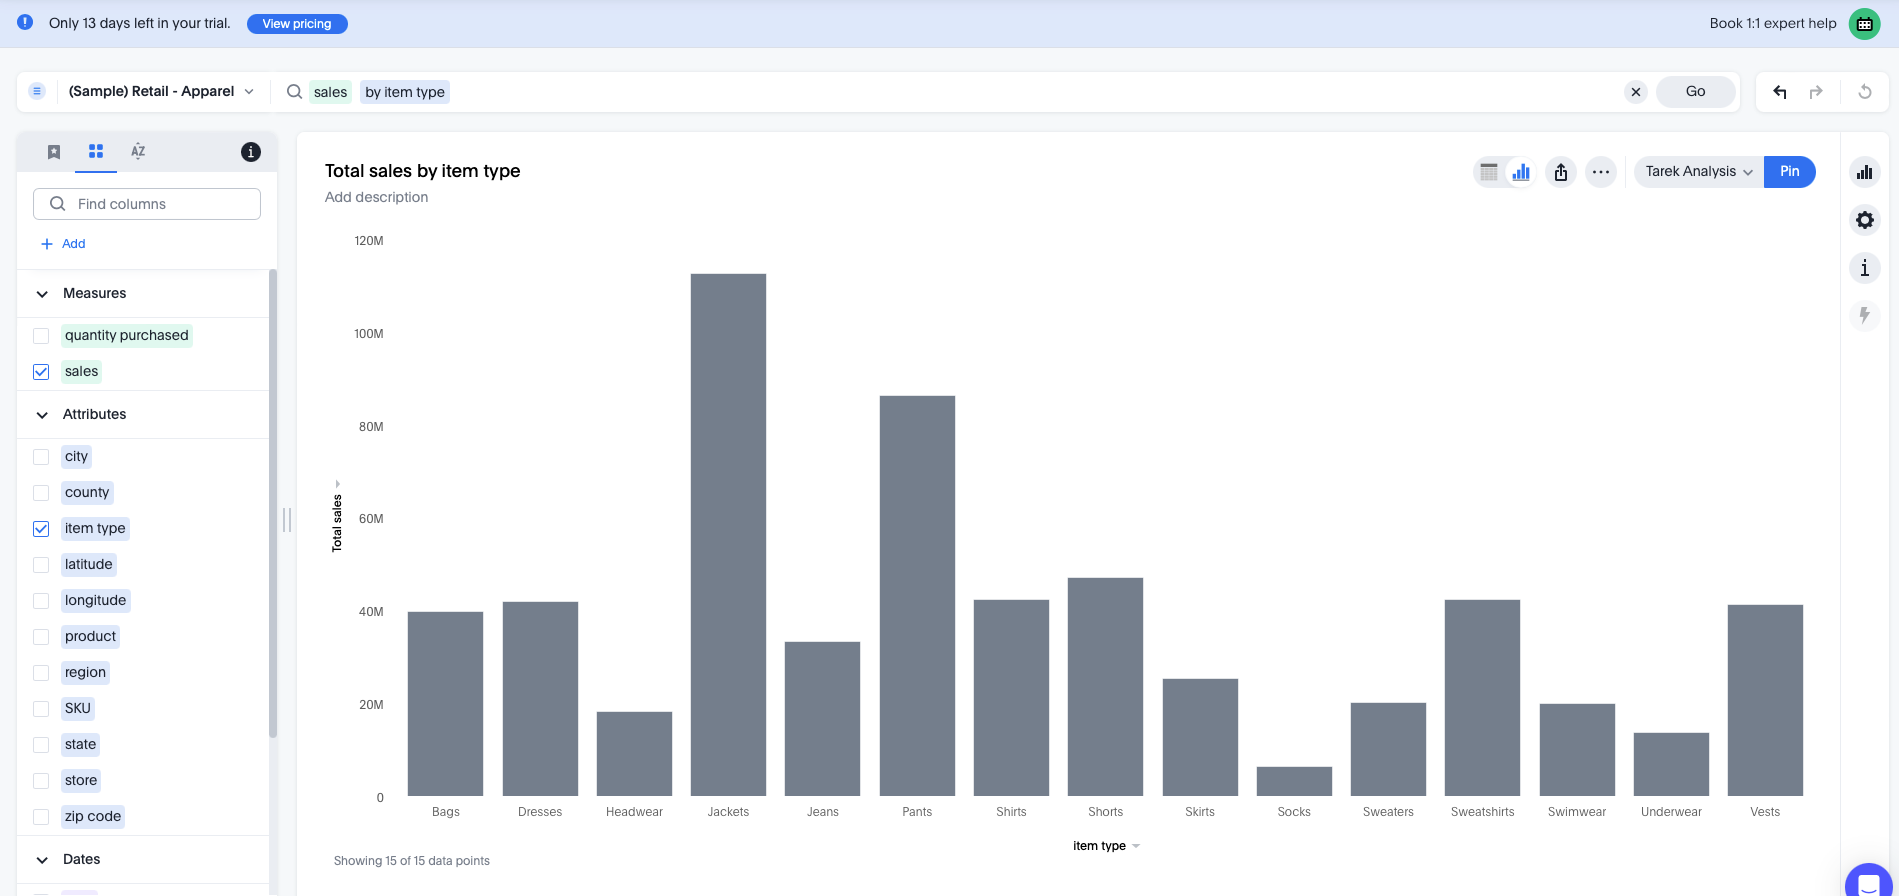 Only 13 days left in your trial. View pricing Book 1:1 expert help
(Sample) Retail - Apparel sales by item type Go
AZ
Find columns
Add
Measures
quantity purchased
sales
Attributes
city
county
item type
latitude
longitude
product
region
SKU
state
store
zip code
Dates
Total sales by item type
Add description
Tarek Analysis Pin
120M
100M
80M
60M
40M
20M
0
Total sales
Bags Dresses Headwear Jackets Jeans Pants Shirts Shorts Skirts Socks Sweaters Sweatshirts Swimwear Underwear Vests
item type
Showing 15 of 15 data points